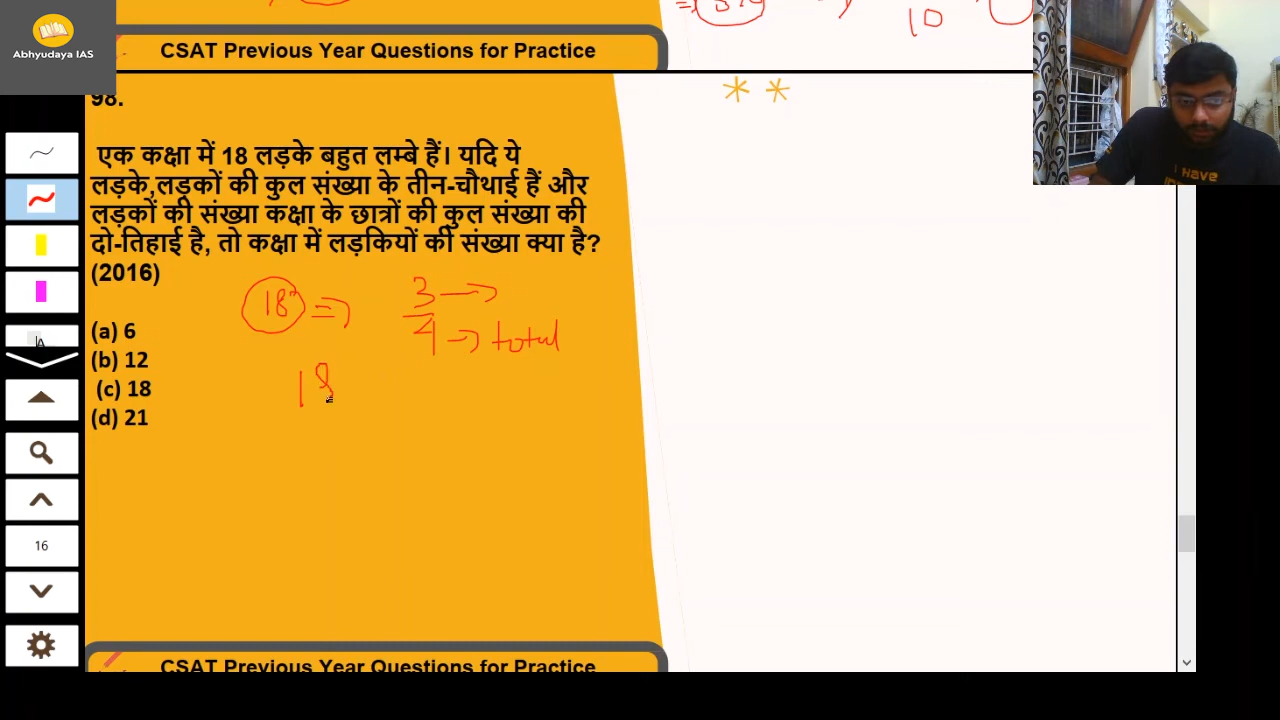 Abhyudaya IAS
10
CSAT Previous Year Questions for Practice
98.
* *
एक कक्षा में 18 लड़के बहुत लम्बे हैं। यदि ये
लड़के,लड़कों की कुल संख्या के तीन-चौथाई हैं और
लड़कों की संख्या कक्षा के छात्रों की कुल संख्या की
दो-तिहाई है, तो कक्षा में लड़कियों की संख्या क्या है?
(2016)
18 ⇒ 3 →
4 → total
(a) 6
(b) 12
(c) 18
(d) 21
18
16
CSAT Previous Year Questions for Practice
I HAVE